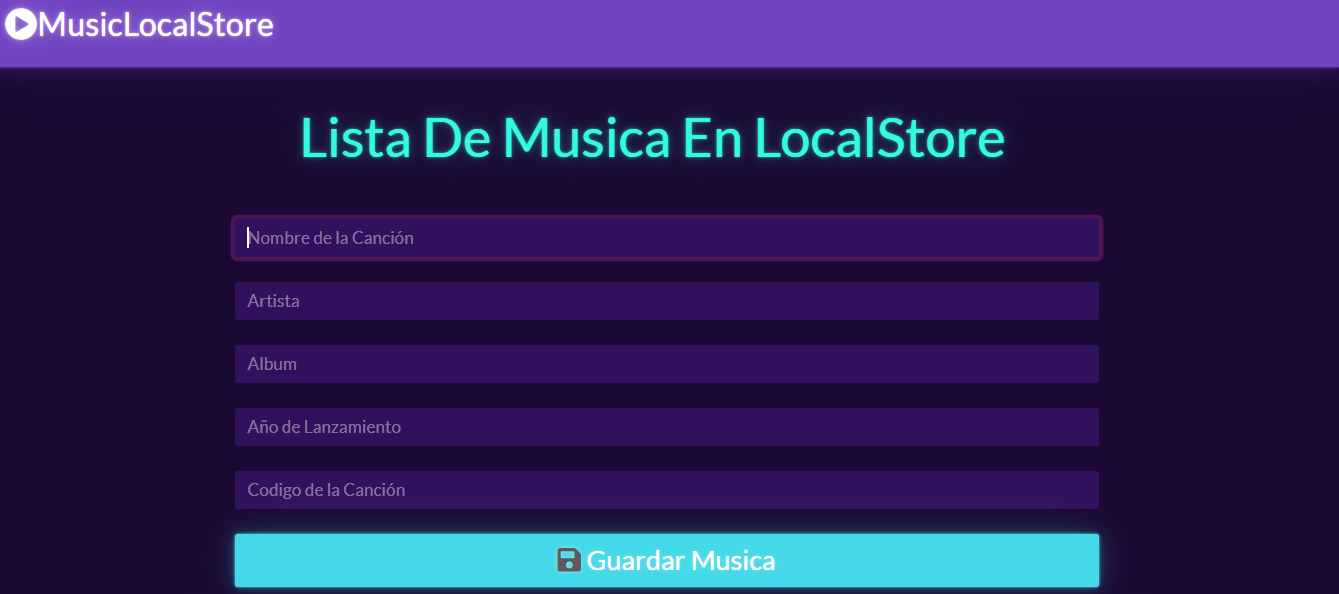 MusicLocalStore
Lista De Musica En LocalStore
Nombre de la Canción
Artista
Album
Año de Lanzamiento
Codigo de la Canción
Guardar Musica